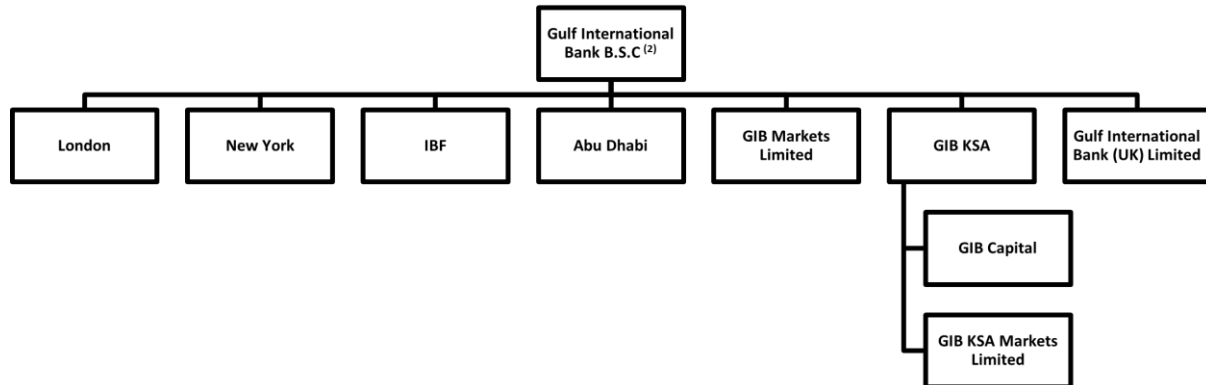 Gulf International
Bank B.S.C (2)
London
New York
IBF
Abu Dhabi
GIB Markets
Limited
GIB KSA
Gulf International
Bank (UK) Limited
GIB Capital
GIB KSA Markets
Limited